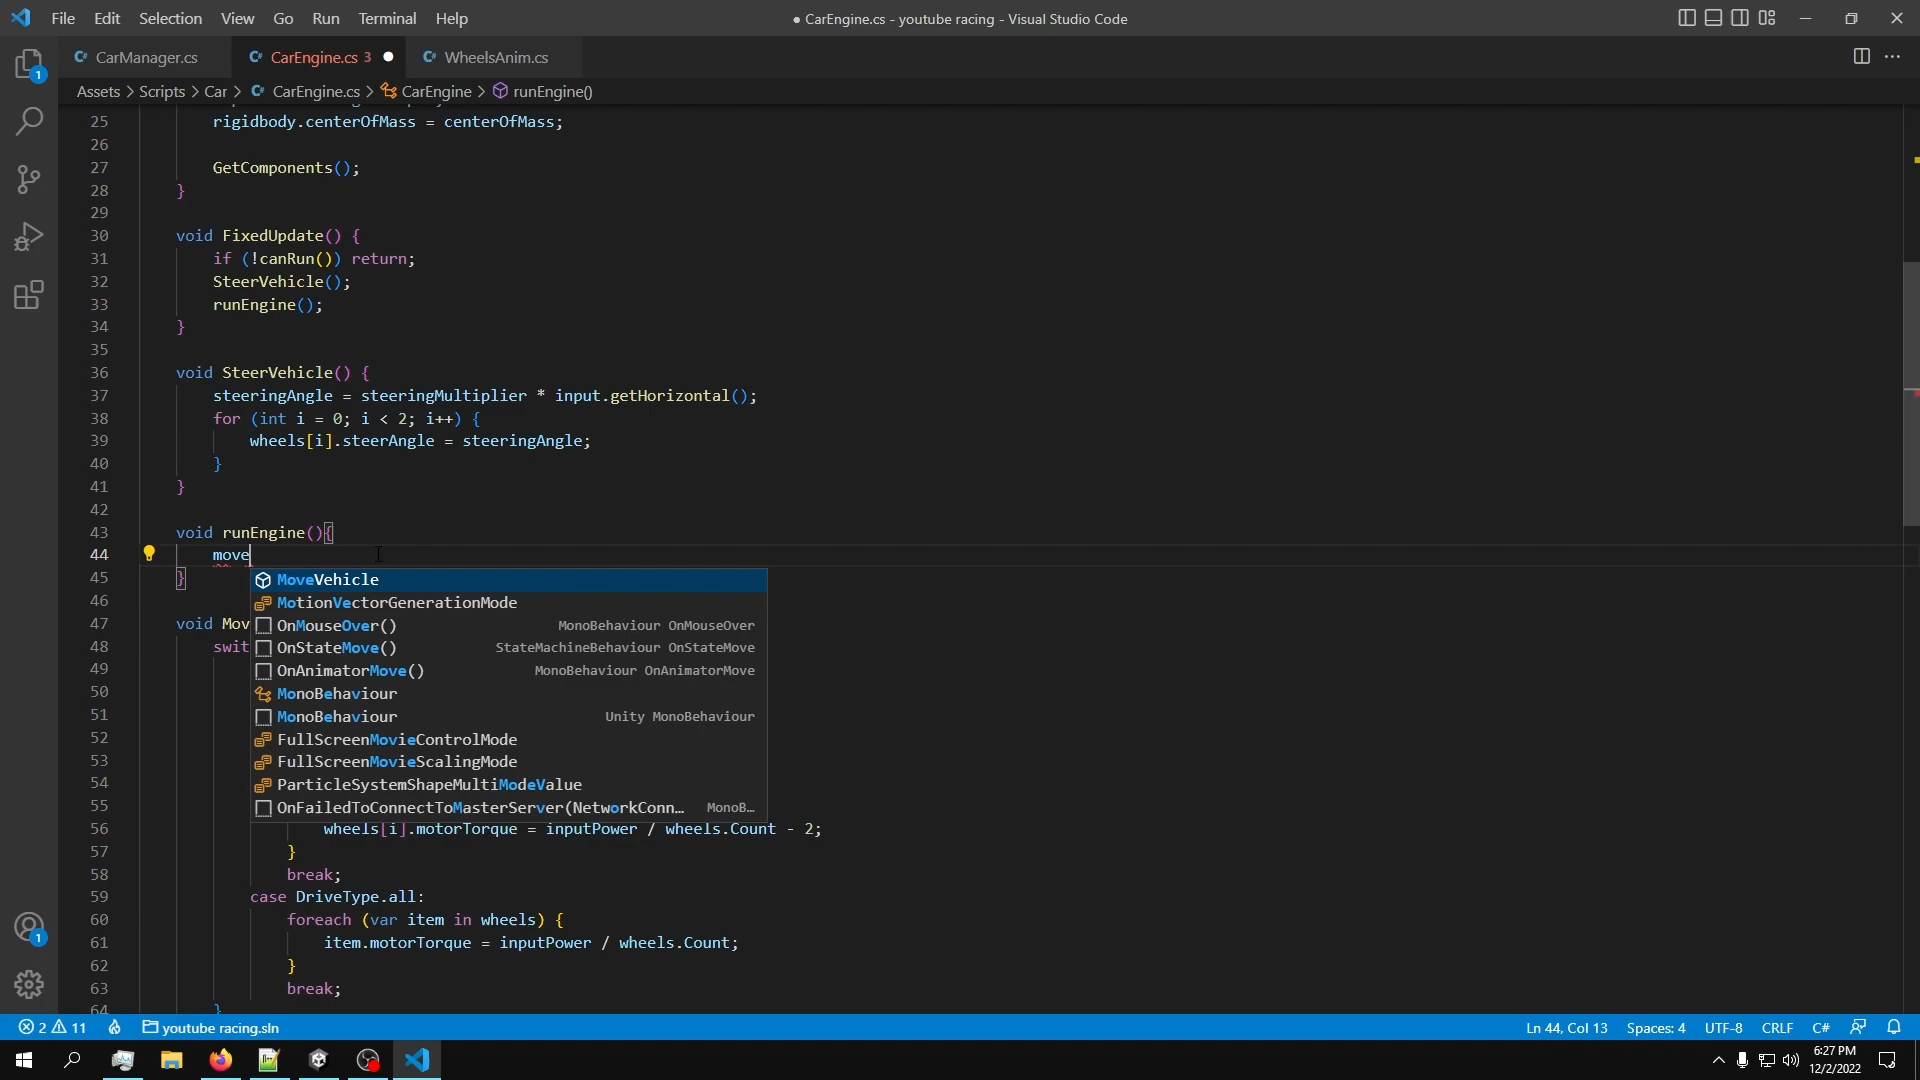 File Edit Selection View Go Run Terminal Help
● CarEngine.cs - youtube racing - Visual Studio Code
CarManager.cs
CarEngine.cs 3
WheelsAnim.cs
Assets > Scripts > Car > CarEngine.cs > CarEngine > runEngine()
25 rigidbody.centerOfMass = centerOfMass;
26
27 GetComponents();
28 }
29
30 void FixedUpdate() {
31 if (!canRun()) return;
32 SteerVehicle();
33 runEngine();
34 }
35
36 void SteerVehicle() {
37 steeringAngle = steeringMultiplier * input.getHorizontal();
38 for (int i = 0; i < 2; i++) {
39 wheels[i].steerAngle = steeringAngle;
40 }
41 }
42
43 void runEngine(){
44 move
45 }
MoveVehicle
MotionVectorGenerationMode
46
OnMouseOver() MonoBehaviour OnMouseOver
47 void Mov
OnStateMove() StateMachineBehaviour OnStateMove
48 swit
OnAnimatorMove() MonoBehaviour OnAnimatorMove
49
MonoBehaviour
50
MonoBehaviour Unity MonoBehaviour
51
FullScreenMovieControlMode
52
FullScreenMovieScalingMode
53
ParticleSystemShapeMultiModeValue
54
OnFailedToConnectToMasterServer(NetworkConn... MonoB...
55
56 wheels[i].motorTorque = inputPower / wheels.Count - 2;
57 }
58 break;
59 case DriveType.all:
60 foreach (var item in wheels) {
61 item.motorTorque = inputPower / wheels.Count;
62 }
63 break;
64 }
1
1
2 11 youtube racing.sln
Ln 44, Col 13 Spaces: 4 UTF-8 CRLF C#
6:27 PM
12/2/2022